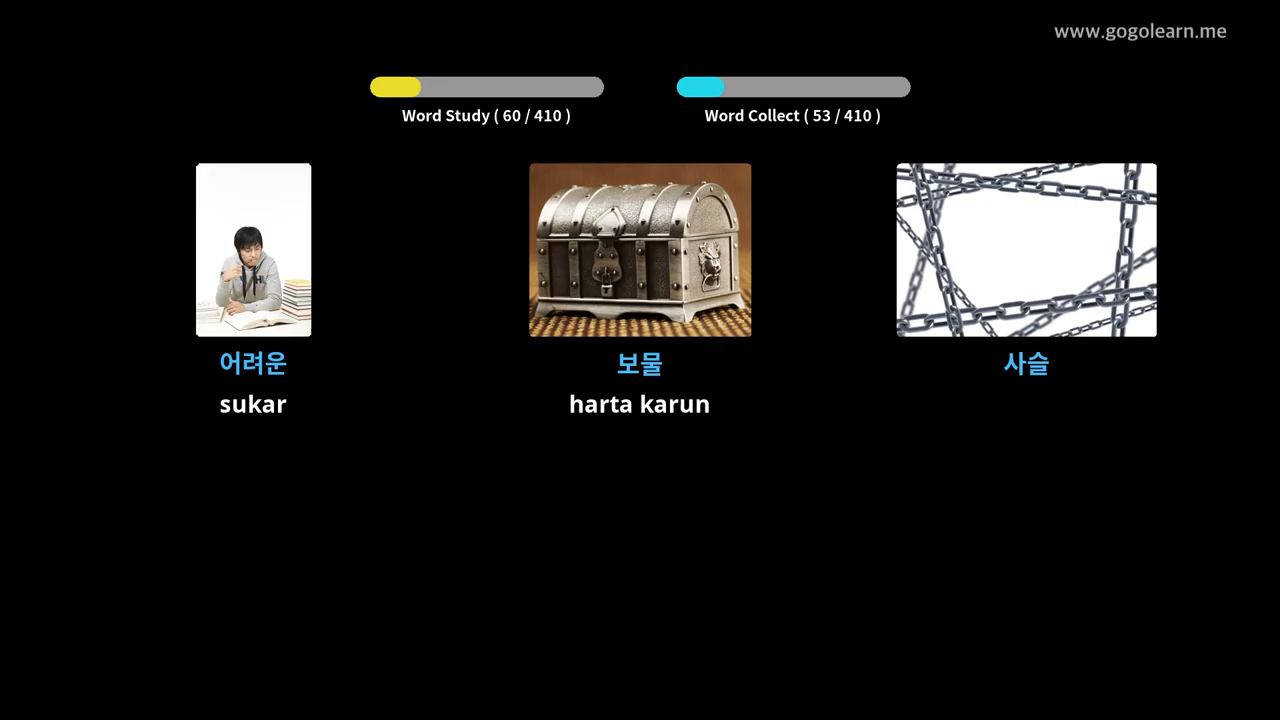 www.gogolearn.me
Word Study ( 60 / 410 )
Word Collect ( 53 / 410 )
어려운
보물
사슬
sukar
harta karun